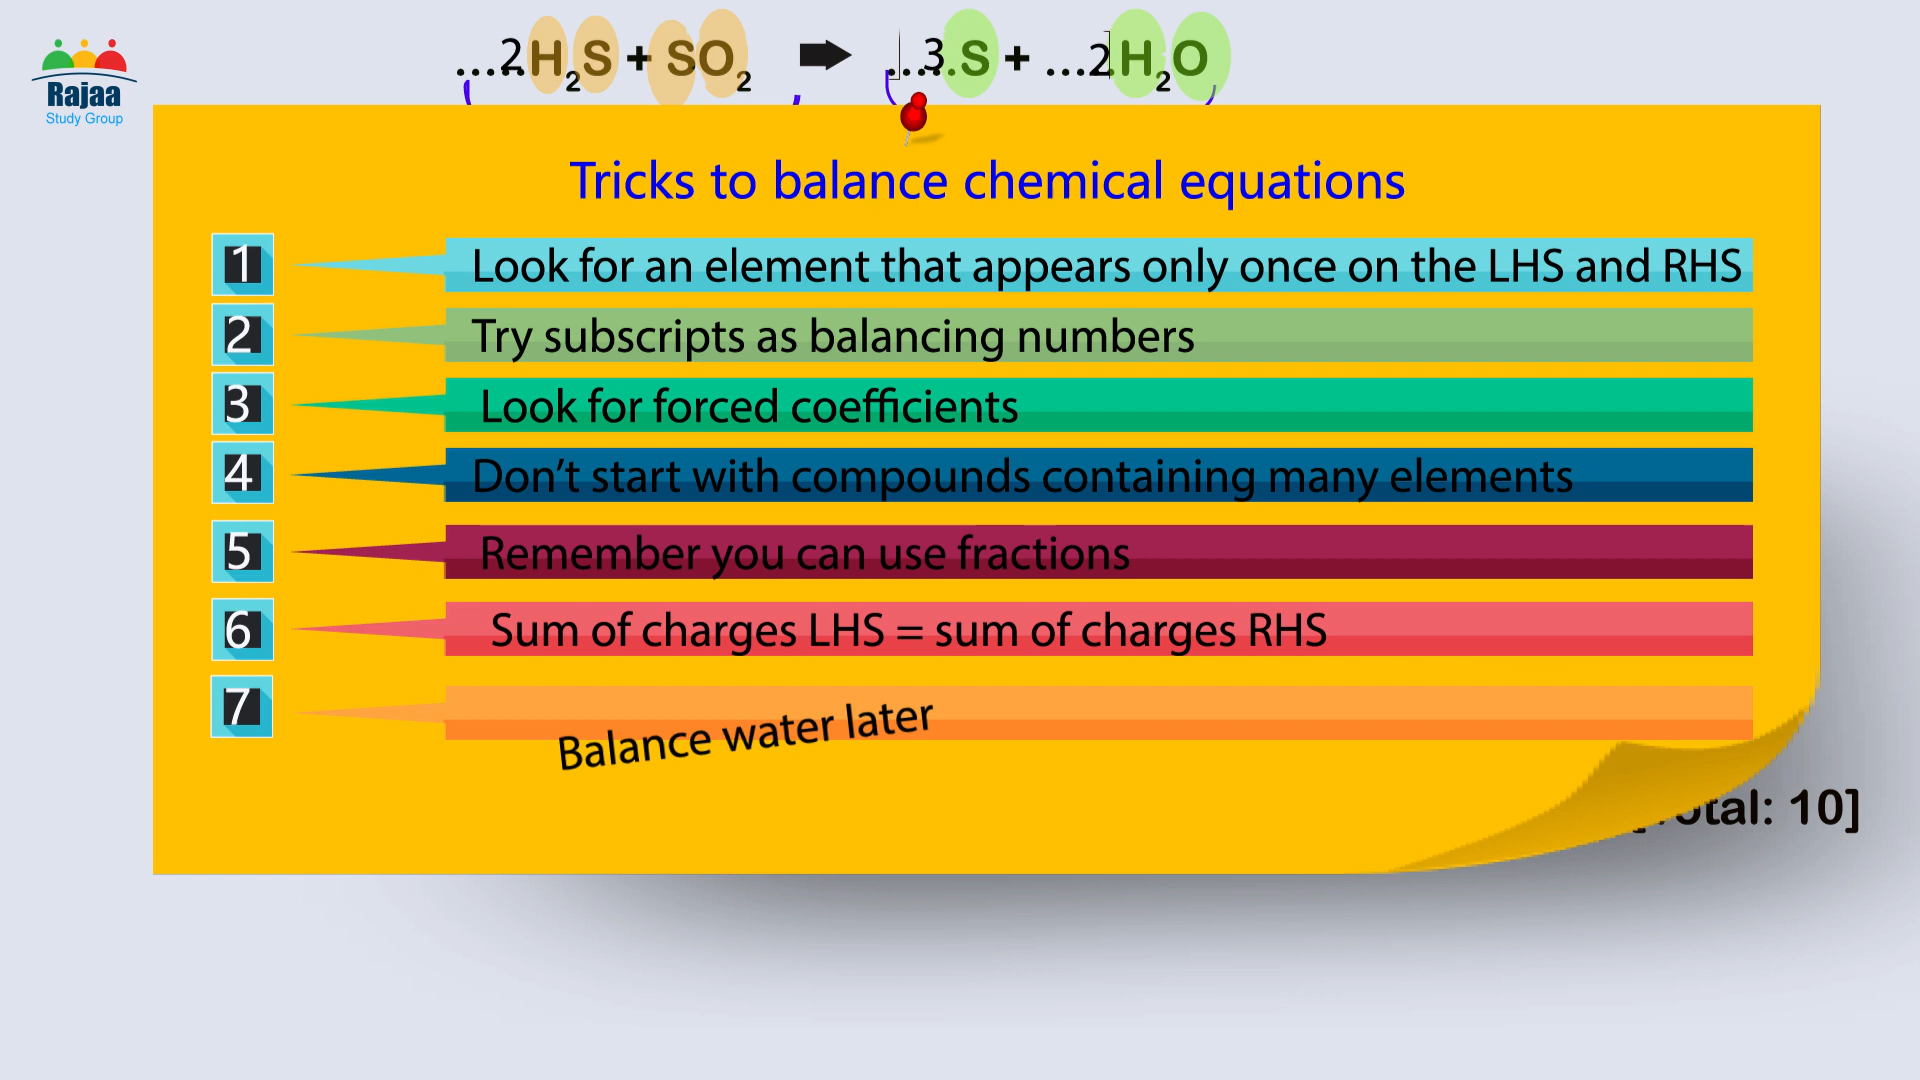 .....2H₂S + SO₂ ➡ .....3S + ...2H₂O
Rajaa
Study Group
Tricks to balance chemical equations
1 Look for an element that appears only once on the LHS and RHS
2 Try subscripts as balancing numbers
3 Look for forced coefficients
4 Don’t start with compounds containing many elements
5 Remember you can use fractions
6 Sum of charges LHS = sum of charges RHS
7 Balance water later
[Total: 10]